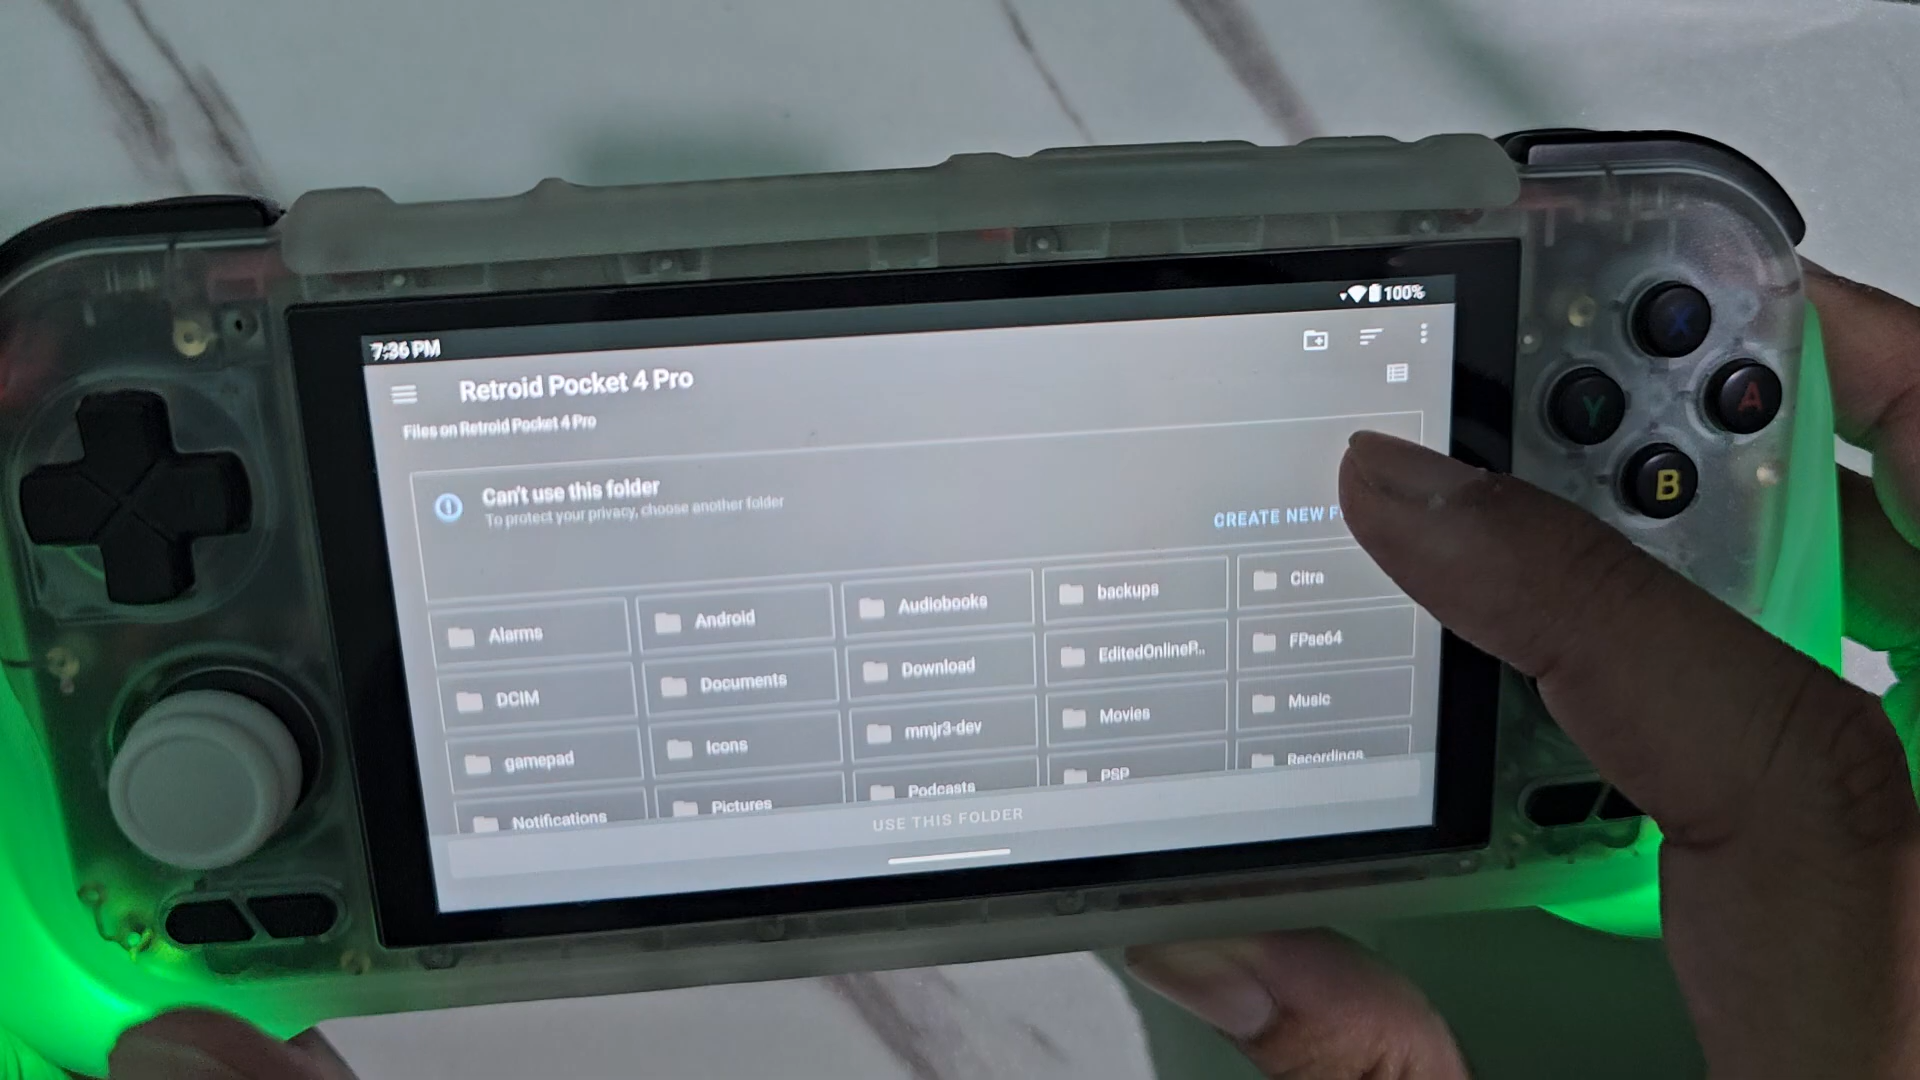 7:36 PM
100%
Retroid Pocket 4 Pro
Files on Retroid Pocket 4 Pro
Can't use this folder
To protect your privacy, choose another folder
CREATE NEW F
Alarms
Android
Audiobooks
backups
Citra
DCIM
Documents
Download
EditedOnlineP..
FPse64
gamepad
Icons
mmjr3-dev
Movies
Music
Notifications
Pictures
Podcasts
PSP
Recordings
USE THIS FOLDER
X
Y
A
B